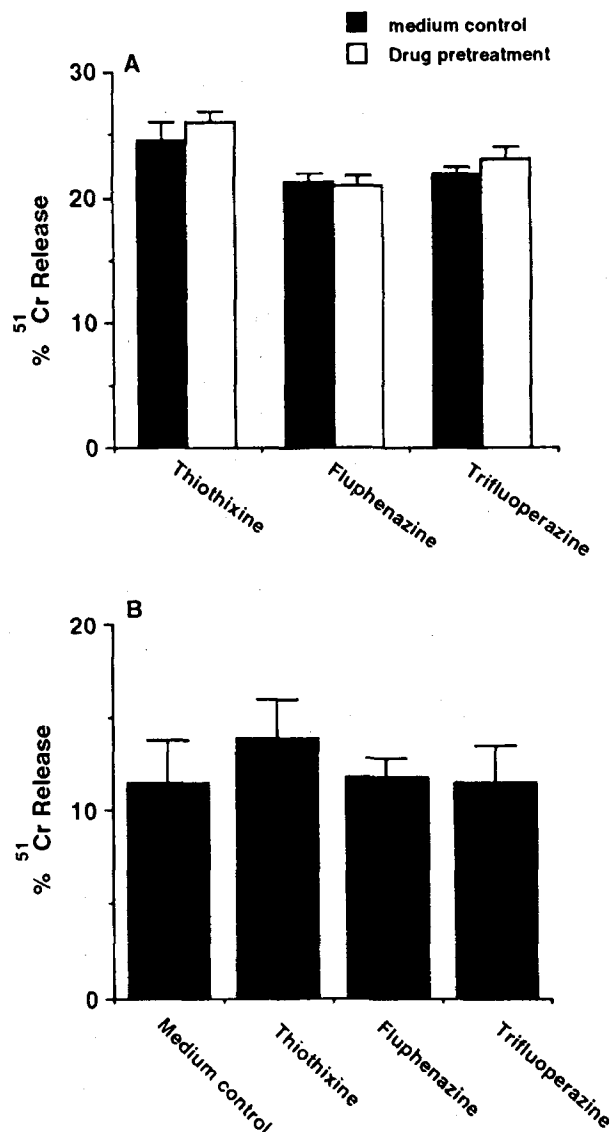 medium control
Drug pretreatment
A
30
20
10
0
% 51Cr Release
Thiothixine
Fluphenazine
Trifluoperazine
B
20
10
0
% 51Cr Release
Medium control
Thiothixine
Fluphenazine
Trifluoperazine